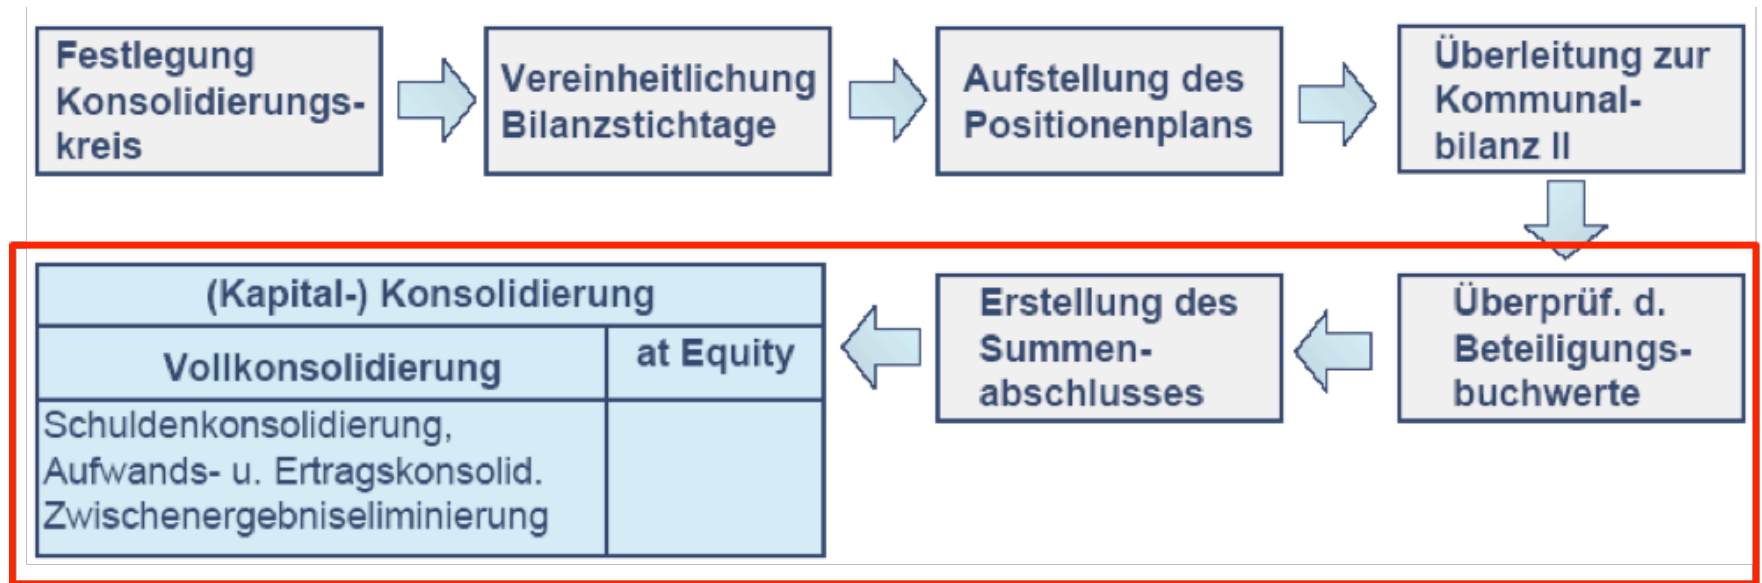 Festlegung
Konsolidierungs-
kreis
Vereinheitlichung
Bilanzstichtage
Aufstellung des
Positionenplans
Überleitung zur
Kommunal-
bilanz II
Überprüf. d.
Beteiligungs-
buchwerte
Erstellung des
Summen-
abschlusses
(Kapital-) Konsolidierung
Vollkonsolidierung
at Equity
Schuldenkonsolidierung,
Aufwands- u. Ertragskonsolid.
Zwischenergebniseliminierung